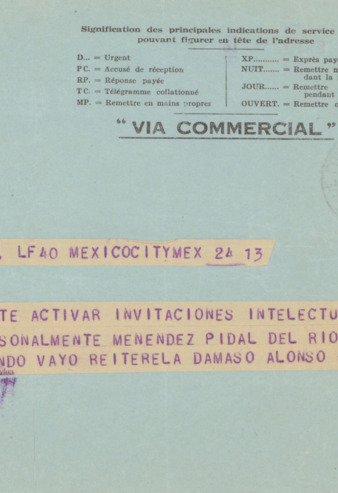 Signification des principales indications de service
pouvant figurer en tête de l'adresse
D... = Urgent
PC = Accusé de réception
RP = Réponse payée
TC = Télégramme collationné
MP. = Remettre en mains propres
XP........... = Exprès pay
NUIT....... = Remettre
dant la
JOUR....... = Remettre
pendant
OUVERT. = Remettre
"VIA COMMERCIAL"
LF40 MEXICOCITYMEX 24 13
TE ACTIVAR INVITACIONES INTELECTU
SONALMENTE MENENDEZ PIDAL DEL RIO
NDO VAYO REITERELA DAMASO ALONSO